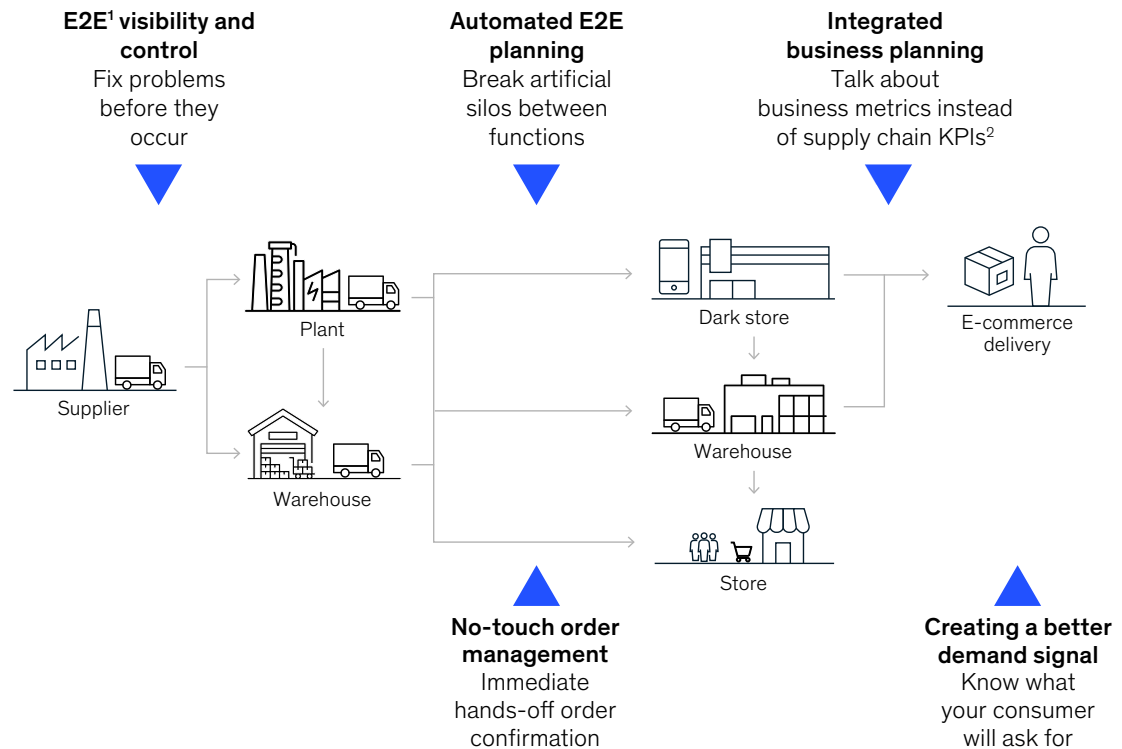 E2E¹ visibility and
control
Fix problems
before they
occur
Automated E2E
planning
Break artificial
silos between
functions
Integrated
business planning
Talk about
business metrics instead
of supply chain KPIs²
Plant
Dark store
E-commerce
delivery
Supplier
Warehouse
Warehouse
Store
No-touch order
management
Immediate
hands-off order
confirmation
Creating a better
demand signal
Know what
your consumer
will ask for